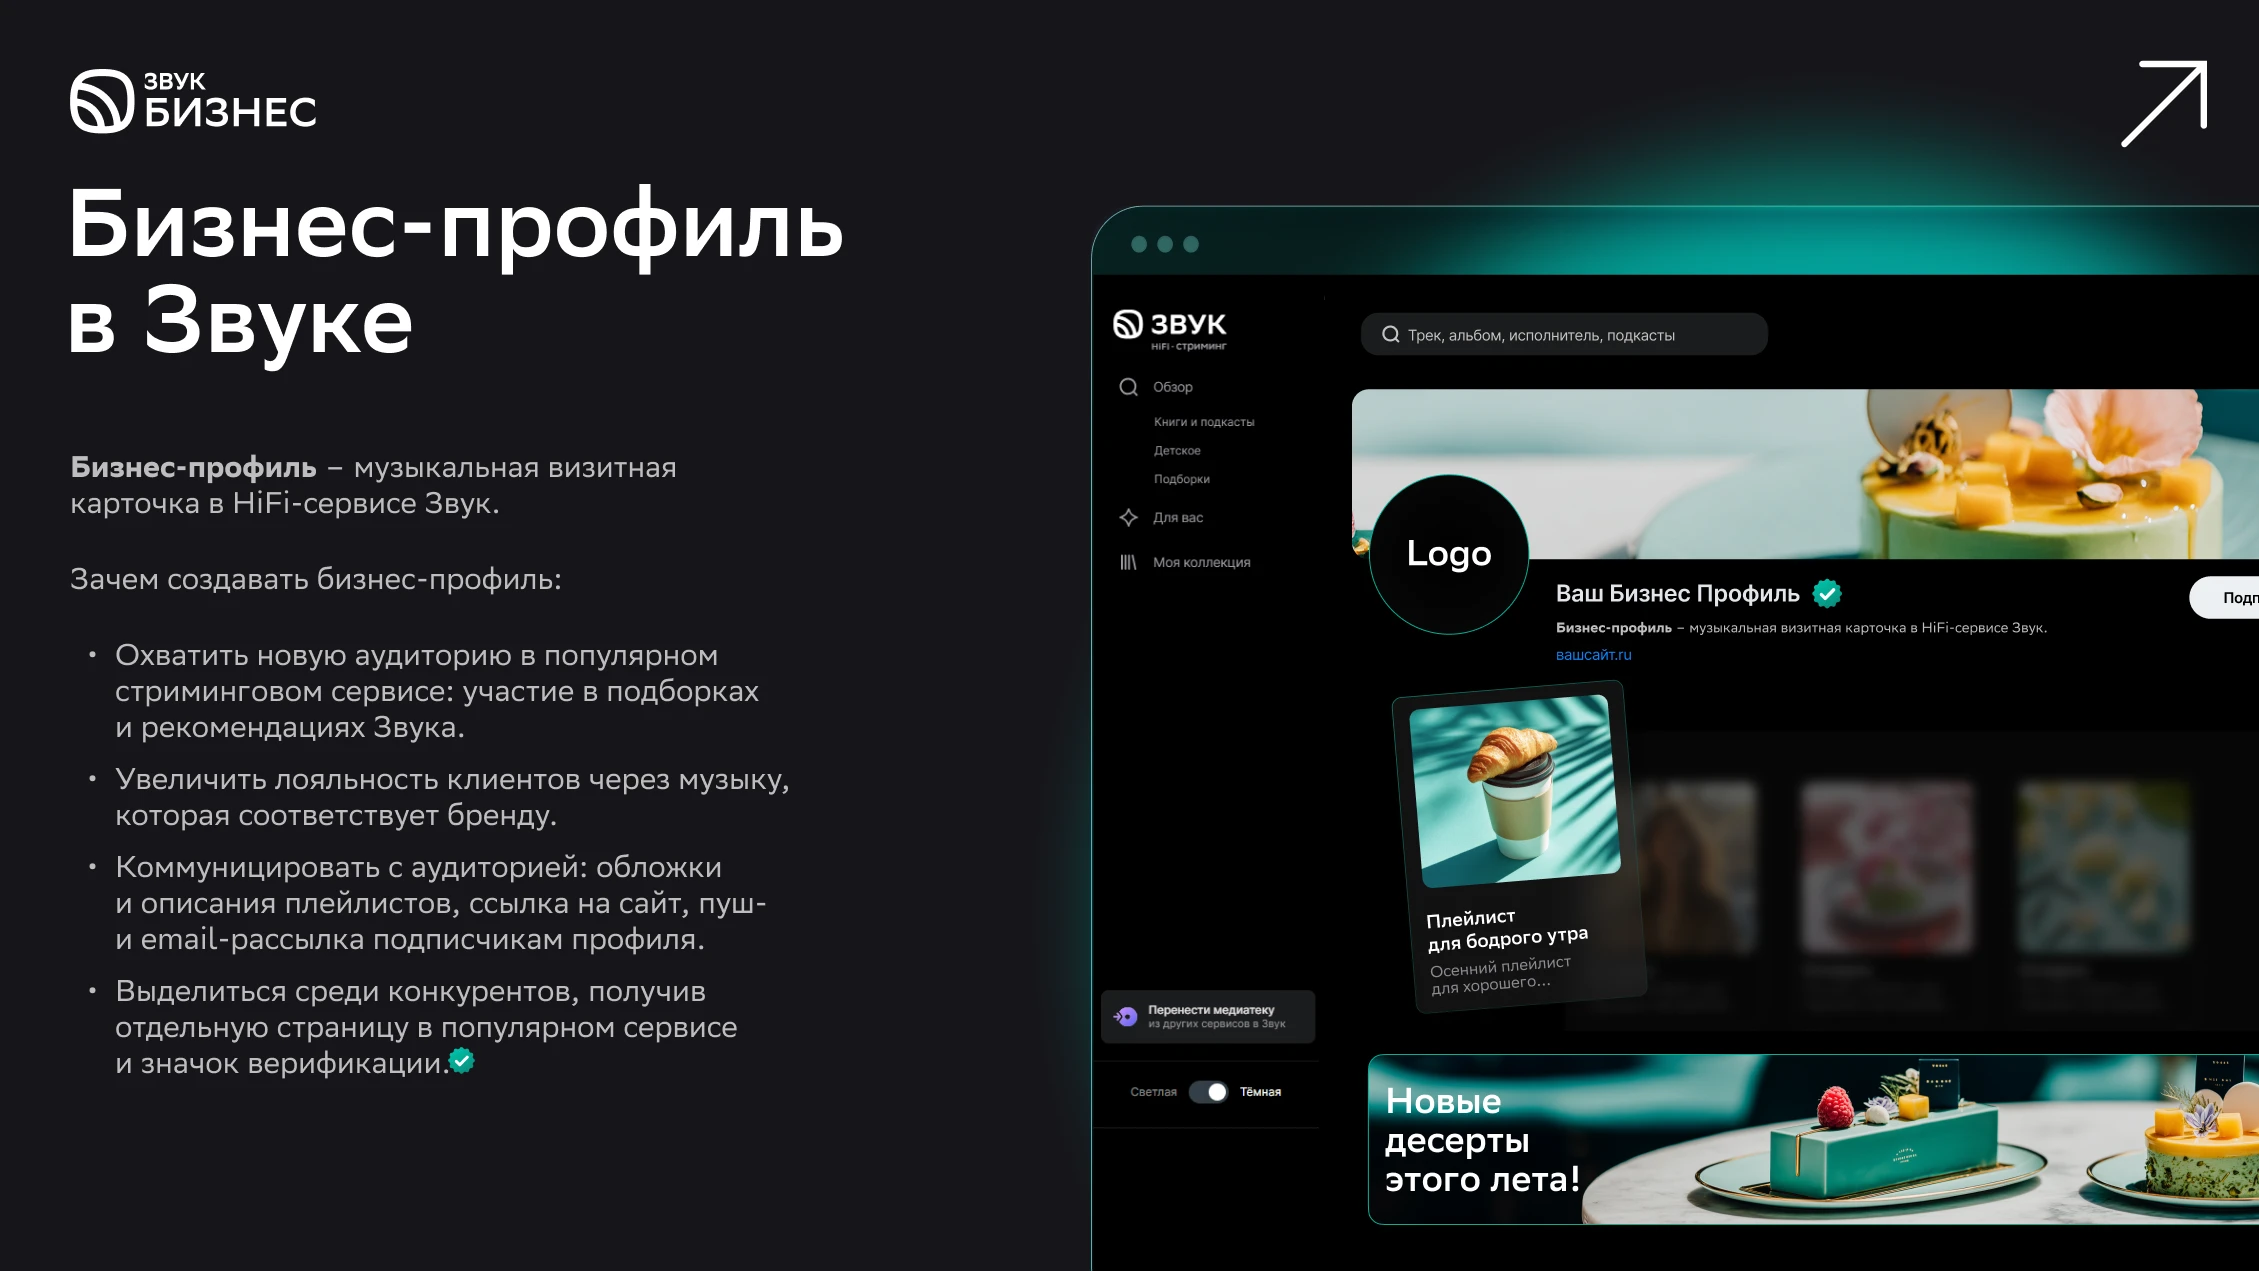 ЗВУК
БИЗНЕС
Бизнес-профиль
в Звуке
Бизнес-профиль – музыкальная визитная
карточка в HiFi-сервисе Звук.
Зачем создавать бизнес-профиль:
• Охватить новую аудиторию в популярном
стриминговом сервисе: участие в подборках
и рекомендациях Звука.
• Увеличить лояльность клиентов через музыку,
которая соответствует бренду.
• Коммуницировать с аудиторией: обложки
и описания плейлистов, ссылка на сайт, пуш-
и email-рассылка подписчикам профиля.
• Выделиться среди конкурентов, получив
отдельную страницу в популярном сервисе
и значок верификации.
ЗВУК
HiFi-стриминг
Трек, альбом, исполнитель, подкасты
Обзор
Книги и подкасты
Детское
Подборки
Для вас
Моя коллекция
Перенести медиатеку
из других сервисов в Звук
Светлая
Тёмная
Logo
Ваш Бизнес Профиль
Подп
Бизнес-профиль – музыкальная визитная карточка в HiFi-сервисе Звук.
вашсайт.ru
Плейлист
для бодрого утра
Осенний плейлист
для хорошего...
Новые
десерты
этого лета!